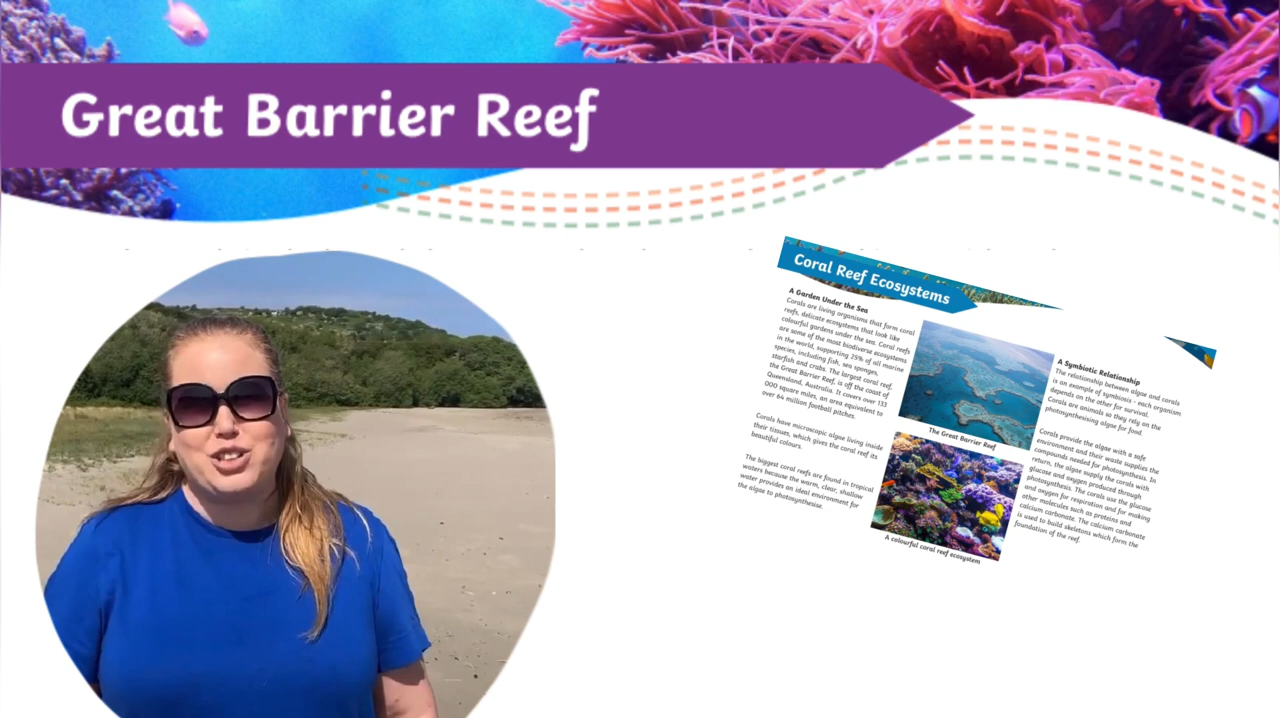 Great Barrier Reef
Coral Reef Ecosystems
A Garden Under the Sea
Corals are living organisms that form coral
reefs, delicate ecosystems that look like
colourful gardens under the sea. Coral reefs
are some of the most biodiverse ecosystems
in the world, supporting 25% of all marine
species, including fish, sea sponges,
starfish and crabs. The largest coral reef,
the Great Barrier Reef, is off the coast of
Queensland, Australia. It covers over 133
000 square miles, an area equivalent to
over 64 million football pitches.
Corals have microscopic algae living inside
their tissues, which gives the coral reef its
beautiful colours.
The biggest coral reefs are found in tropical
waters because the warm, clear, shallow
water provides an ideal environment for
the algae to photosynthesise.
The Great Barrier Reef
A colourful coral reef ecosystem
A Symbiotic Relationship
The relationship between algae and corals
is an example of symbiosis - each organism
depends on the other for survival.
Corals are animals so they rely on the
photosynthesising algae for food.
Corals provide the algae with a safe
environment and their waste supplies the
compounds needed for photosynthesis. In
return, the algae supply the corals with
glucose and oxygen produced through
photosynthesis. The corals use the glucose
and oxygen for respiration and for making
other molecules such as proteins and
calcium carbonate. The calcium carbonate
is used to build skeletons which form the
foundation of the reef.